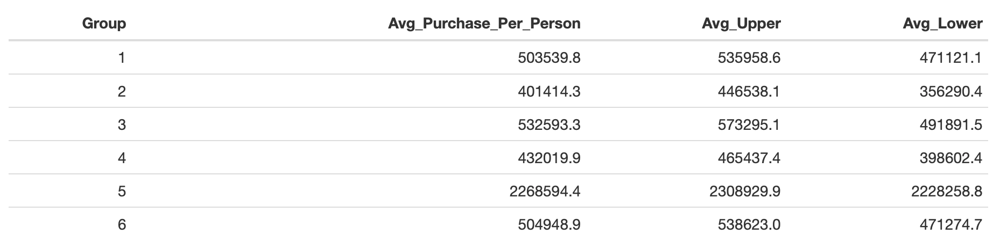 Group Avg_Purchase_Per_Person Avg_Upper Avg_Lower
1 503539.8 535958.6 471121.1
2 401414.3 446538.1 356290.4
3 532593.3 573295.1 491891.5
4 432019.9 465437.4 398602.4
5 2268594.4 2308929.9 2228258.8
6 504948.9 538623.0 471274.7